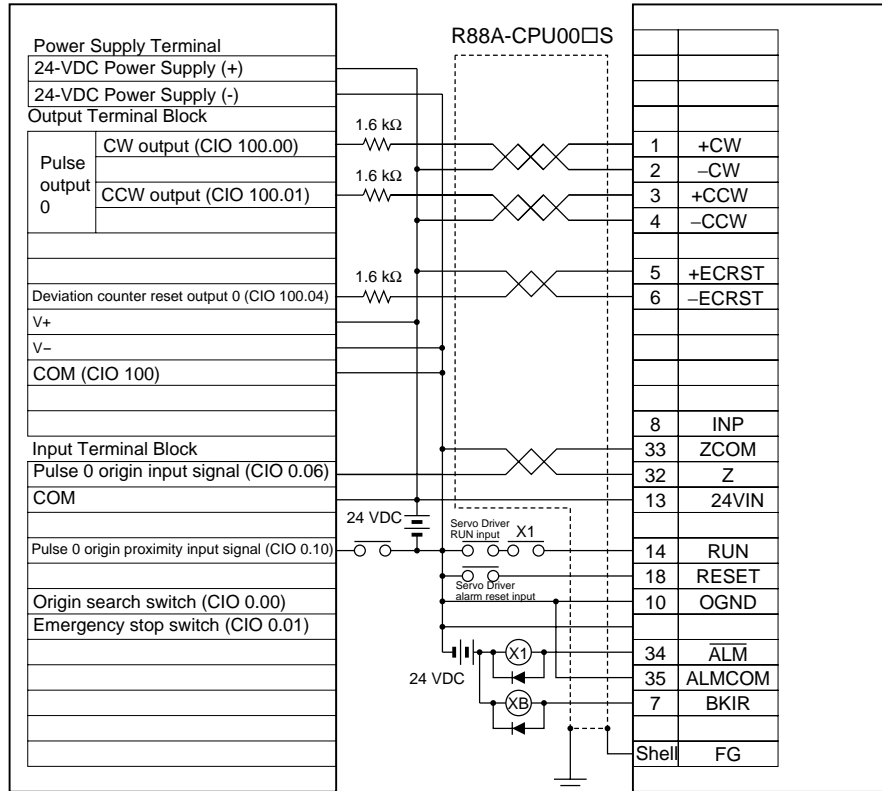 R88A-CPU00□S
Power Supply Terminal
24-VDC Power Supply (+)
24-VDC Power Supply (-)
Output Terminal Block
Pulse output 0
CW output (CIO 100.00)
CCW output (CIO 100.01)
Deviation counter reset output 0 (CIO 100.04)
V+
V−
COM (CIO 100)
Input Terminal Block
Pulse 0 origin input signal (CIO 0.06)
COM
Pulse 0 origin proximity input signal (CIO 0.10)
Origin search switch (CIO 0.00)
Emergency stop switch (CIO 0.01)
1.6 kΩ
1.6 kΩ
1.6 kΩ
24 VDC
Servo Driver
RUN input
X1
Servo Driver
alarm reset input
24 VDC
X1
XB
1 +CW
2 −CW
3 +CCW
4 −CCW
5 +ECRST
6 −ECRST
8 INP
33 ZCOM
32 Z
13 24VIN
14 RUN
18 RESET
10 OGND
34 A̅L̅M̅
35 ALMCOM
7 BKIR
Shell FG